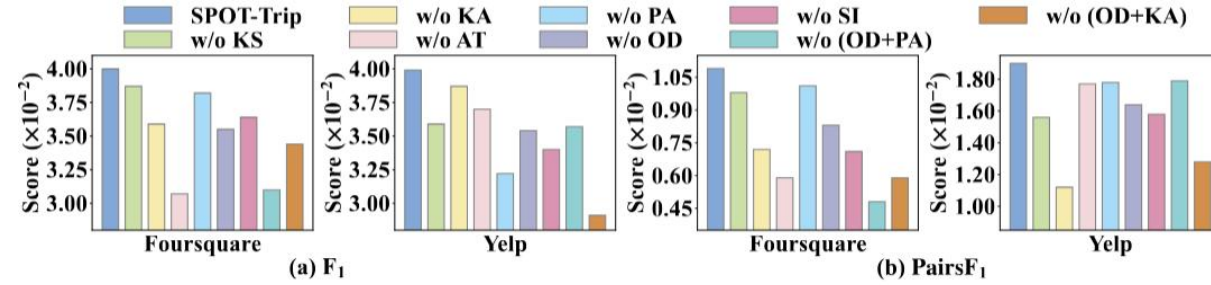 SPOT-Trip w/o KA w/o PA w/o SI w/o (OD+KA)
w/o KS w/o AT w/o OD w/o (OD+PA)
Score (×10⁻²)
4.00
3.75
3.50
3.25
3.00
Foursquare
Score (×10⁻²)
4.00
3.75
3.50
3.25
3.00
Yelp
(a) F₁
Score (×10⁻²)
1.05
0.90
0.75
0.60
0.45
Foursquare
Score (×10⁻²)
1.80
1.60
1.40
1.20
1.00
Yelp
(b) PairsF₁